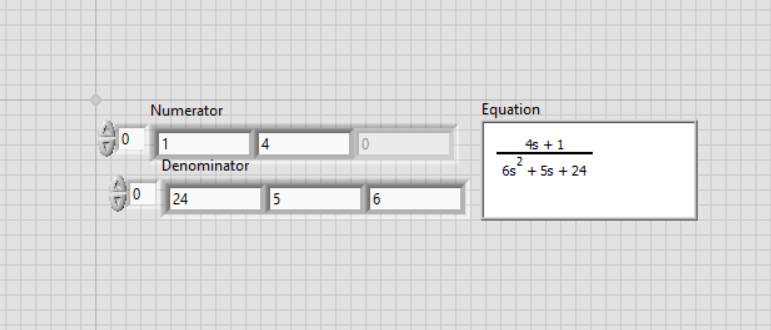 Numerator
0 1 4 0
Denominator
0 24 5 6
Equation
4s + 1
6s² + 5s + 24